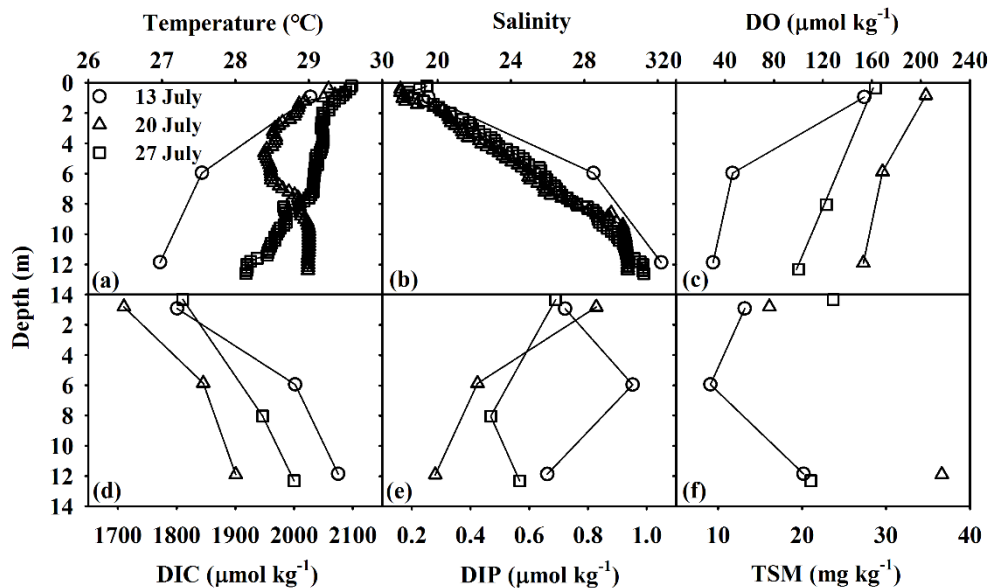 Temperature (°C) Salinity DO (μmol kg-1)
26 27 28 29 30 20 24 28 32 0 40 80 120 160 200 240
0
2
4
6
8
10
12
14
13 July
20 July
27 July
(a) (b) (c)
Depth (m)
2
4
6
8
10
12
14
(d) (e) (f)
1700 1800 1900 2000 2100 0.2 0.4 0.6 0.8 1.0 10 20 30 40
DIC (μmol kg-1) DIP (μmol kg-1) TSM (mg kg-1)